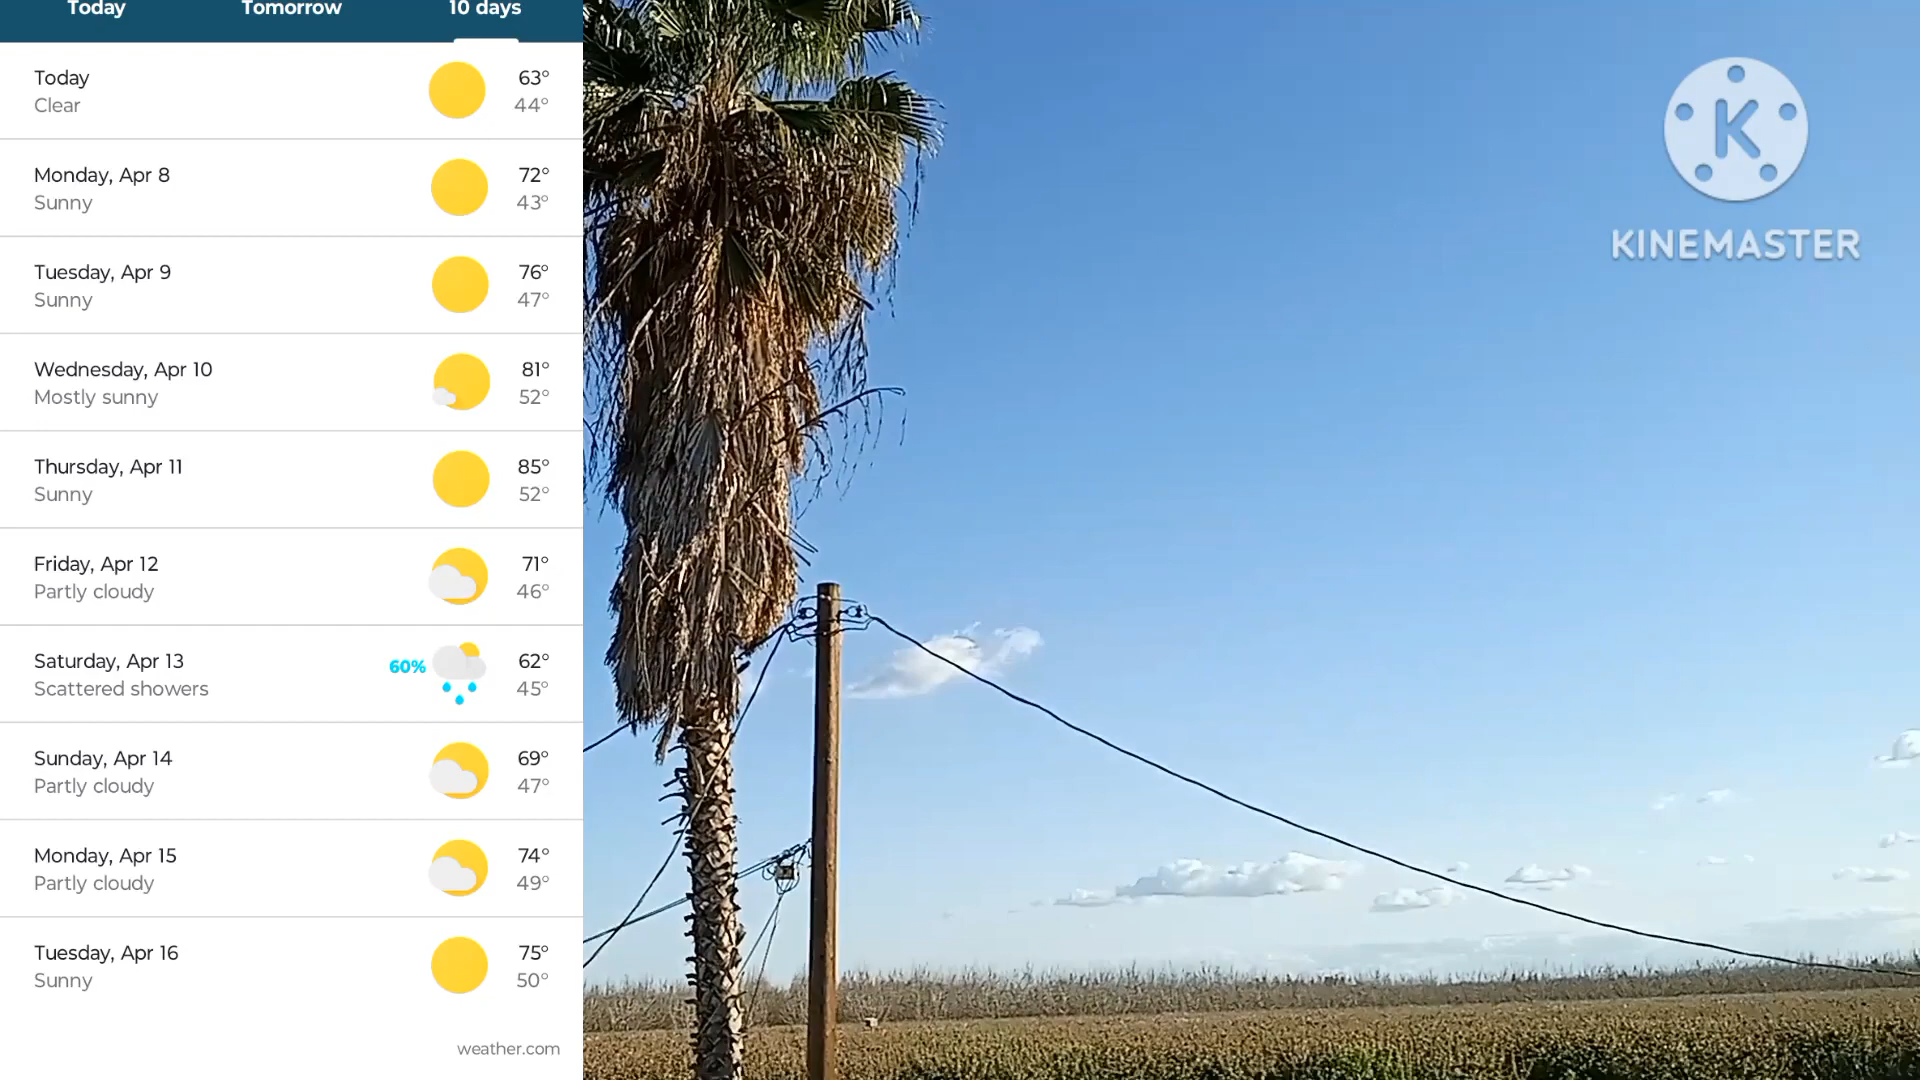 Today Tomorrow 10 days
Today
Clear
63°
44°
Monday, Apr 8
Sunny
72°
43°
Tuesday, Apr 9
Sunny
76°
47°
Wednesday, Apr 10
Mostly sunny
81°
52°
Thursday, Apr 11
Sunny
85°
52°
Friday, Apr 12
Partly cloudy
71°
46°
Saturday, Apr 13
Scattered showers
60%
62°
45°
Sunday, Apr 14
Partly cloudy
69°
47°
Monday, Apr 15
Partly cloudy
74°
49°
Tuesday, Apr 16
Sunny
75°
50°
weather.com
K
KINEMASTER